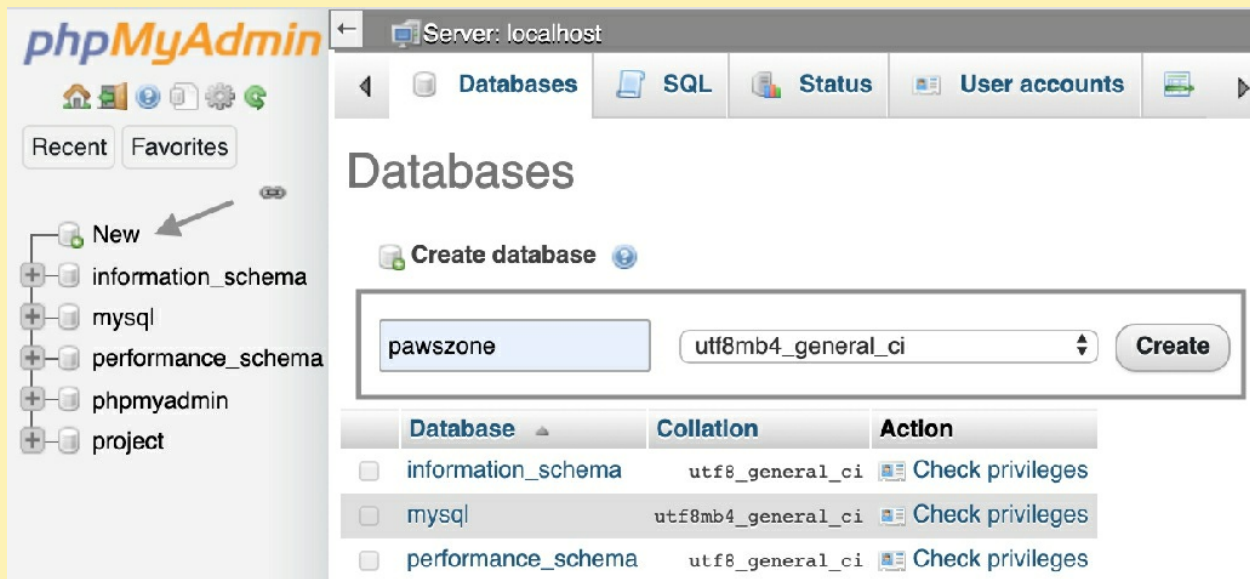 phpMyAdmin
Recent Favorites
New
information_schema
mysql
performance_schema
phpmyadmin
project
Server: localhost
Databases SQL Status User accounts
Databases
Create database
pawszone utf8mb4_general_ci Create
Database Collation Action
information_schema utf8_general_ci Check privileges
mysql utf8mb4_general_ci Check privileges
performance_schema utf8_general_ci Check privileges